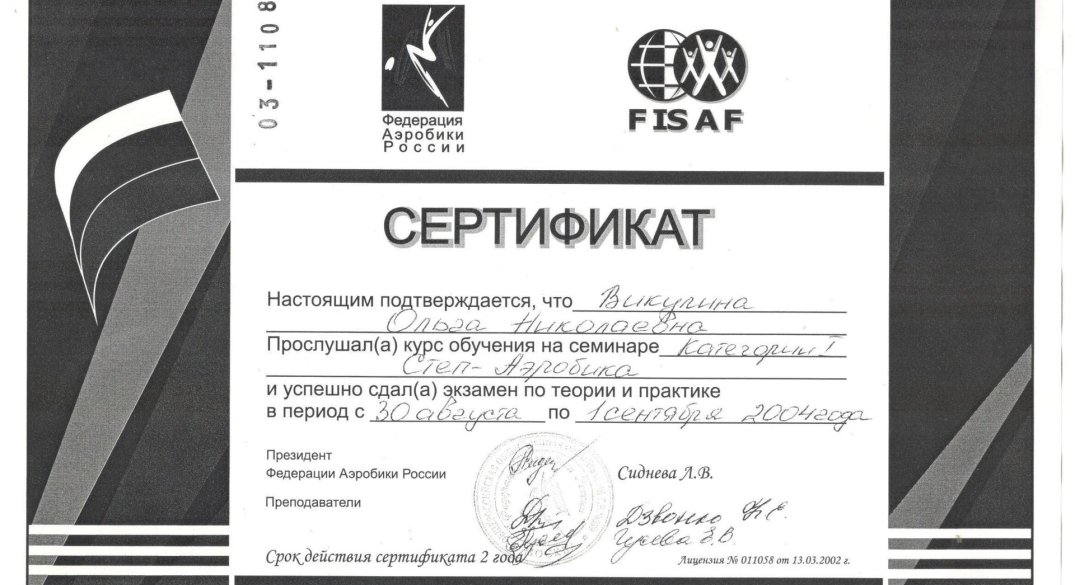 03-1108
Федерация
Аэробики
России
FISAF
СЕРТИФИКАТ
Настоящим подтверждается, что Викулина
Ольга Николаевна
Прослушал(а) курс обучения на семинаре Категории I
Степ-Аэробика
и успешно сдал(а) экзамен по теории и практике
в период с 30 августа по 1 сентября 2004 года
Президент
Федерации Аэробики России Сиднева Л.В.
Преподаватели Дзвонко К.Е.
Гусева Э.В.
Срок действия сертификата 2 года
Лицензия № 011058 от 13.03.2002 г.